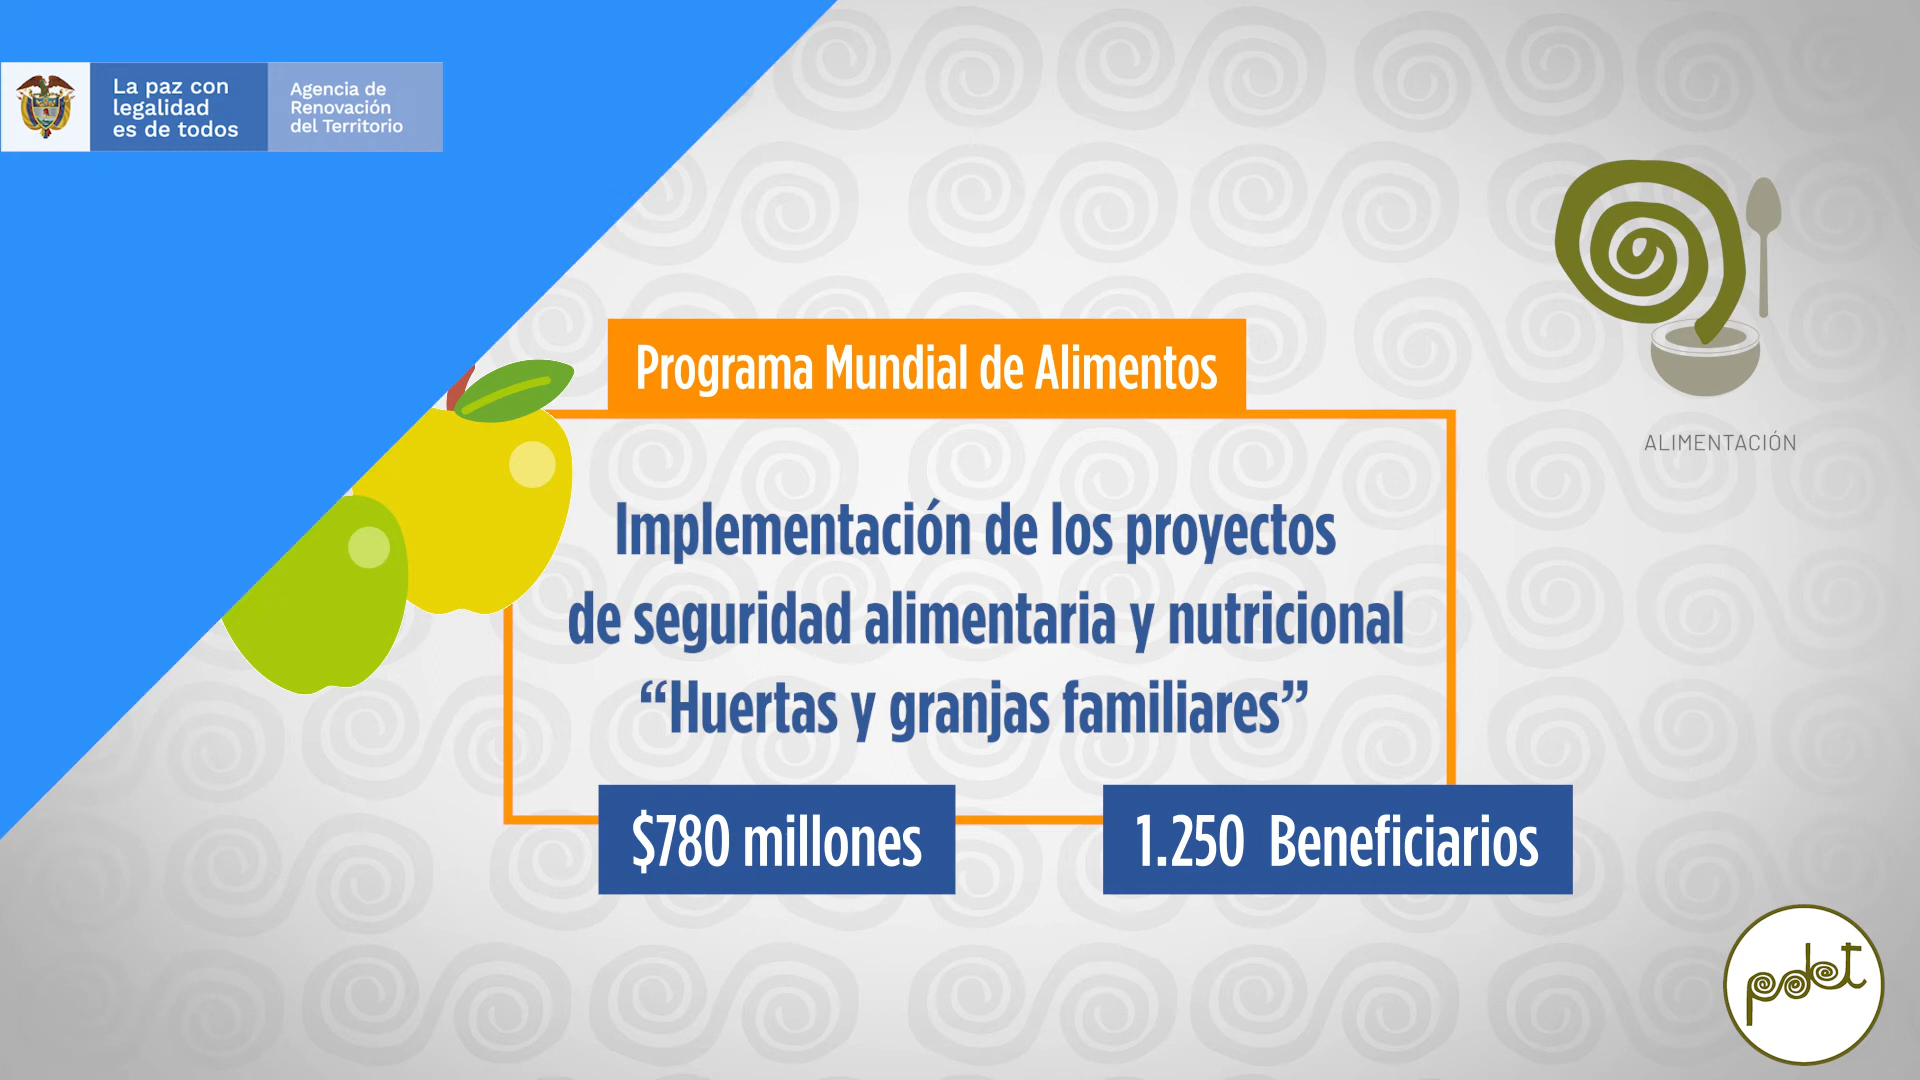 La paz con
legalidad
es de todos
Agencia de
Renovación
del Territorio
ALIMENTACIÓN
Programa Mundial de Alimentos
Implementación de los proyectos
de seguridad alimentaria y nutricional
“Huertas y granjas familiares”
$780 millones
1.250 Beneficiarios
pdet